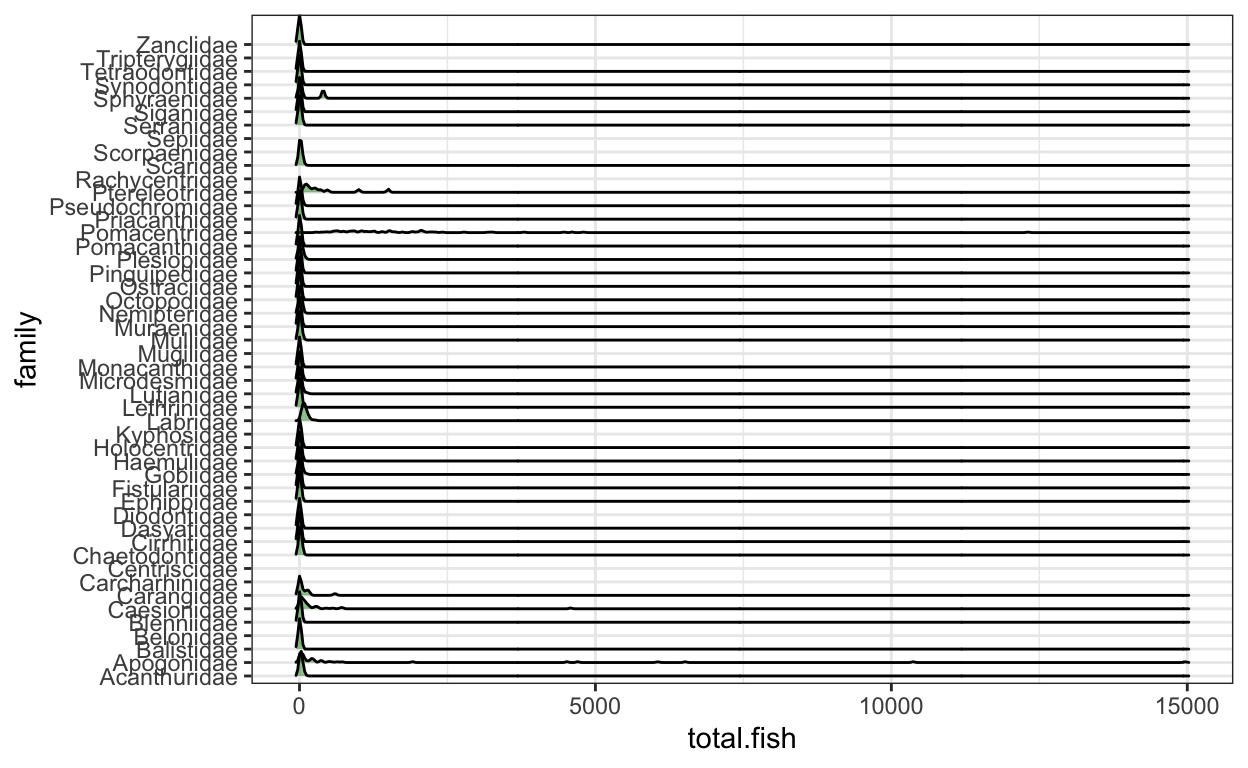 Zanclidae
Tripterygiidae
Tetraodontidae
Synodontidae
Sphyraenidae
Siganidae
Serranidae
Sepiidae
Scorpaenidae
Scaridae
Rachycentridae
Ptereleotridae
Pseudochromidae
Priacanthidae
Pomacentridae
Pomacanthidae
Plesiopidae
Pinguipedidae
Ostraciidae
Octopodidae
Nemipteridae
Muraenidae
Mullidae
Mugilidae
Monacanthidae
Microdesmidae
Lutjanidae
Lethrinidae
Labridae
Kyphosidae
Holocentridae
Haemulidae
Gobiidae
Fistulariidae
Ephippidae
Diodontidae
Dasyatidae
Cirrhitidae
Chaetodontidae
Centriscidae
Carcharhinidae
Carangidae
Caesionidae
Blenniidae
Belonidae
Balistidae
Apogonidae
Acanthuridae
family
0 5000 10000 15000
total.fish